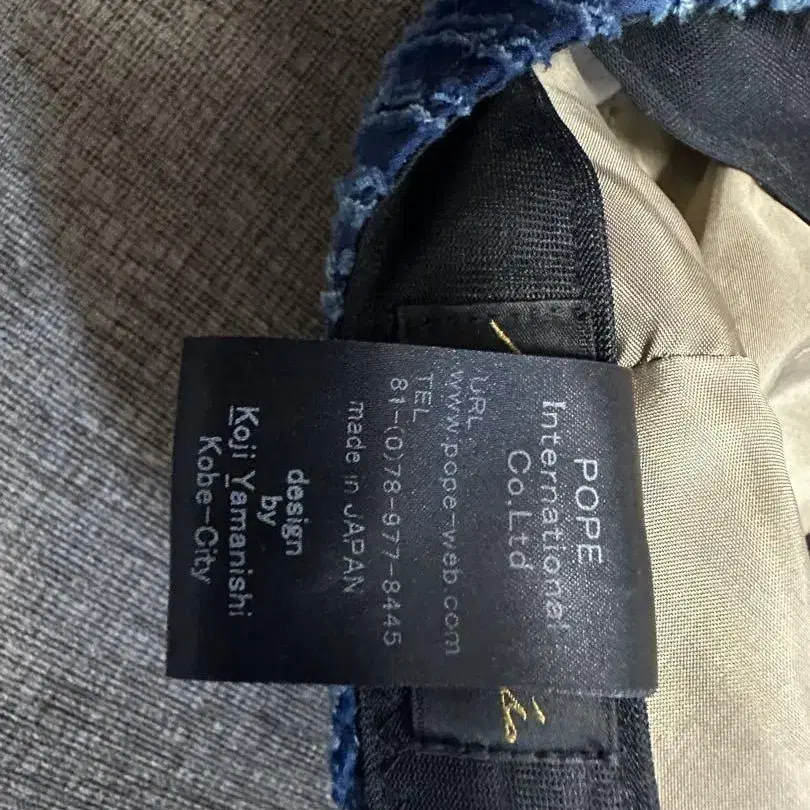 POPE
International
Co.Ltd
URL
www.pope-web.com
TEL
81-(0)78-977-8445
made in JAPAN
design
by
Koji Yamanishi
Kobe-City